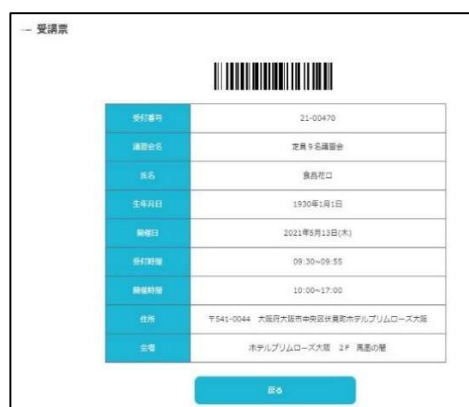 受講票
受付番号 21-00470
講習会名 定員9名講習会
氏名 食品花口
生年月日 1930年1月1日
開催日 2021年5月13日(木)
受付時間 09:30~09:55
開催時間 10:00~17:00
住所 〒541-0044 大阪府大阪市中央区伏見町ホテルプリムローズ大阪
会場 ホテルプリムローズ大阪 2F 鳳凰の間
戻る